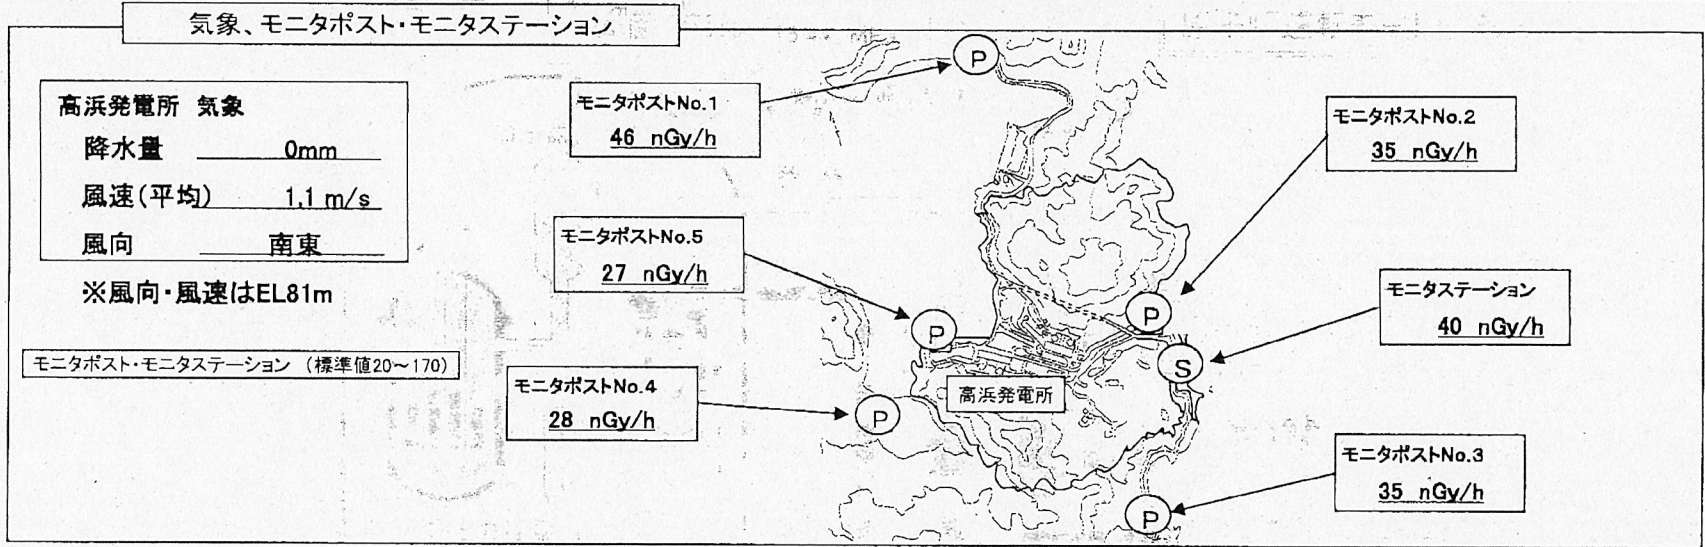 気象、モニタポスト・モニタステーション
高浜発電所 気象
降水量 0mm
風速(平均) 1.1 m/s
風向 南東
※風向・風速はEL81m
モニタポスト・モニタステーション (標準値20～170)
モニタポストNo.1
46 nGy/h
モニタポストNo.2
35 nGy/h
モニタポストNo.5
27 nGy/h
モニタステーション
40 nGy/h
モニタポストNo.4
28 nGy/h
モニタポストNo.3
35 nGy/h
高浜発電所
P
P
P
S
P
P